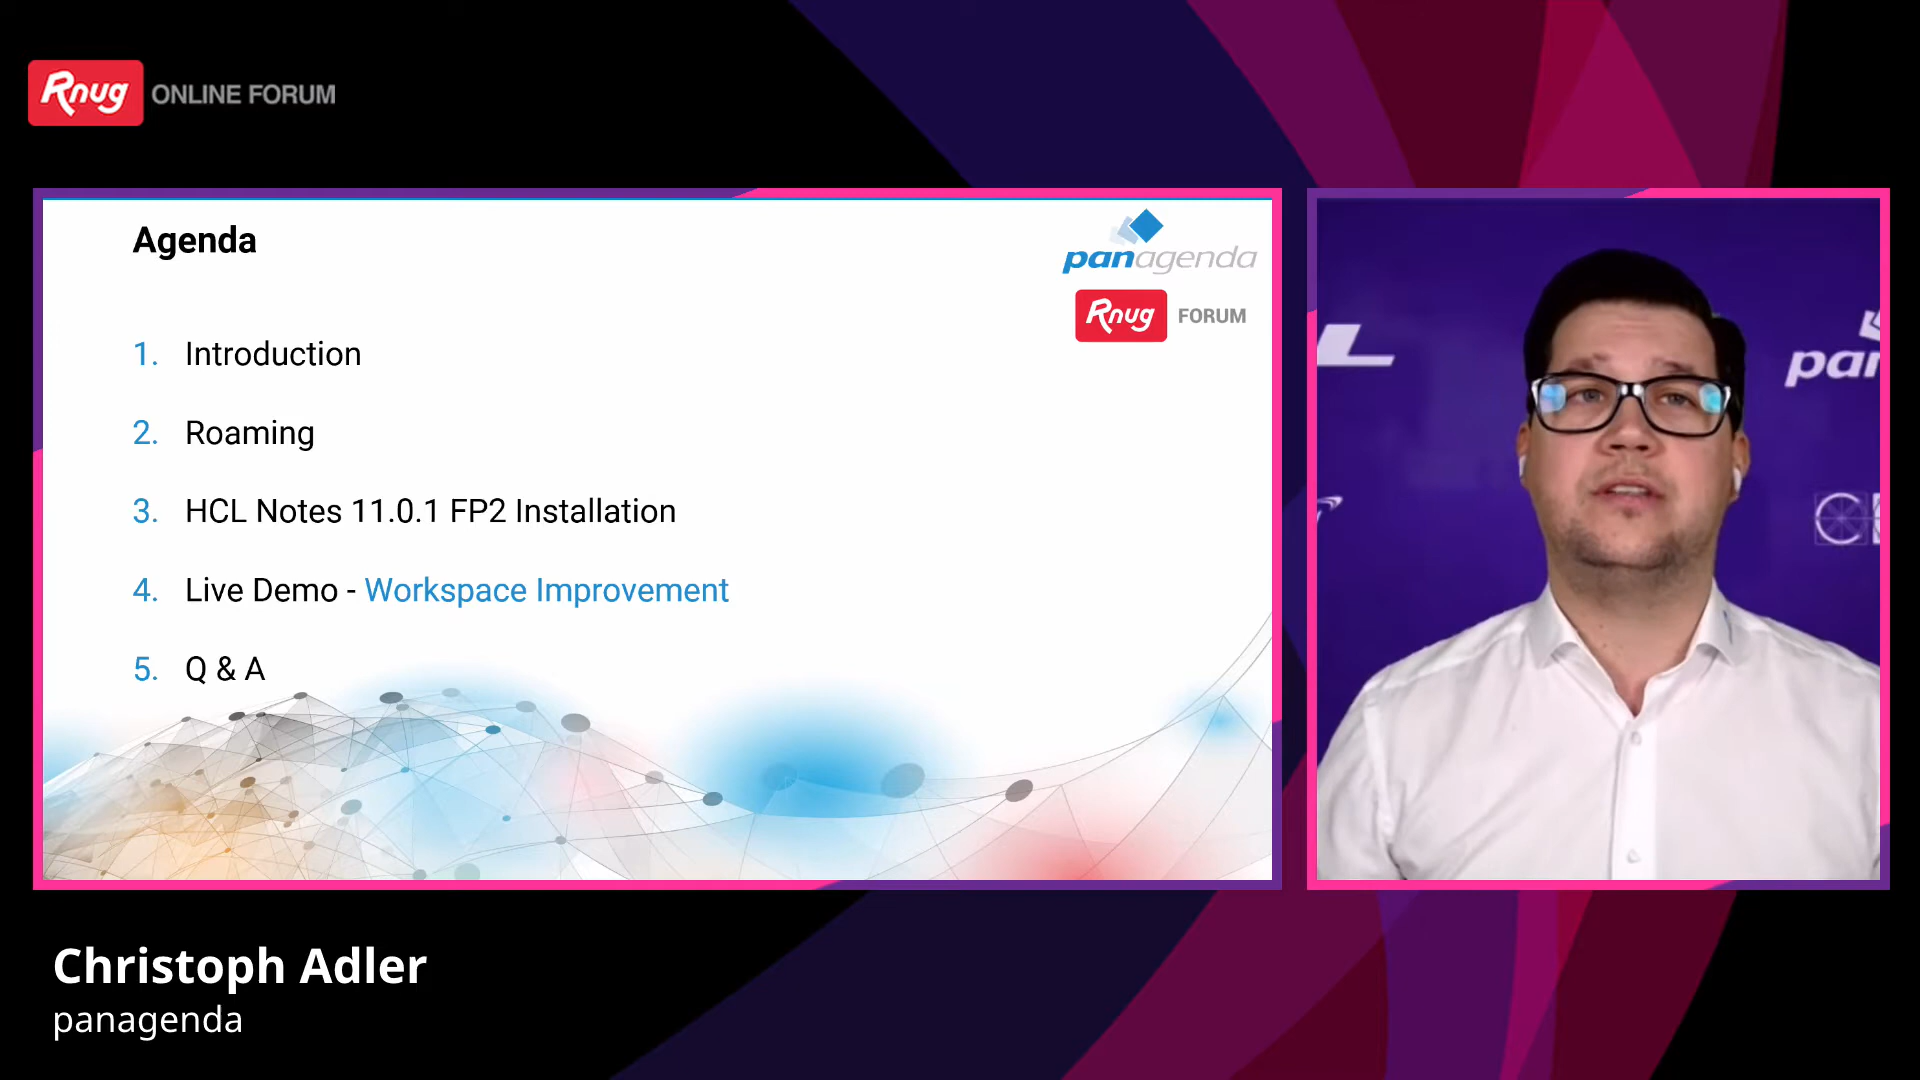 Rnug ONLINE FORUM
Agenda
panagenda
Rnug FORUM
1. Introduction
2. Roaming
3. HCL Notes 11.0.1 FP2 Installation
4. Live Demo - Workspace Improvement
5. Q & A
L
pan
C
Christoph Adler
panagenda